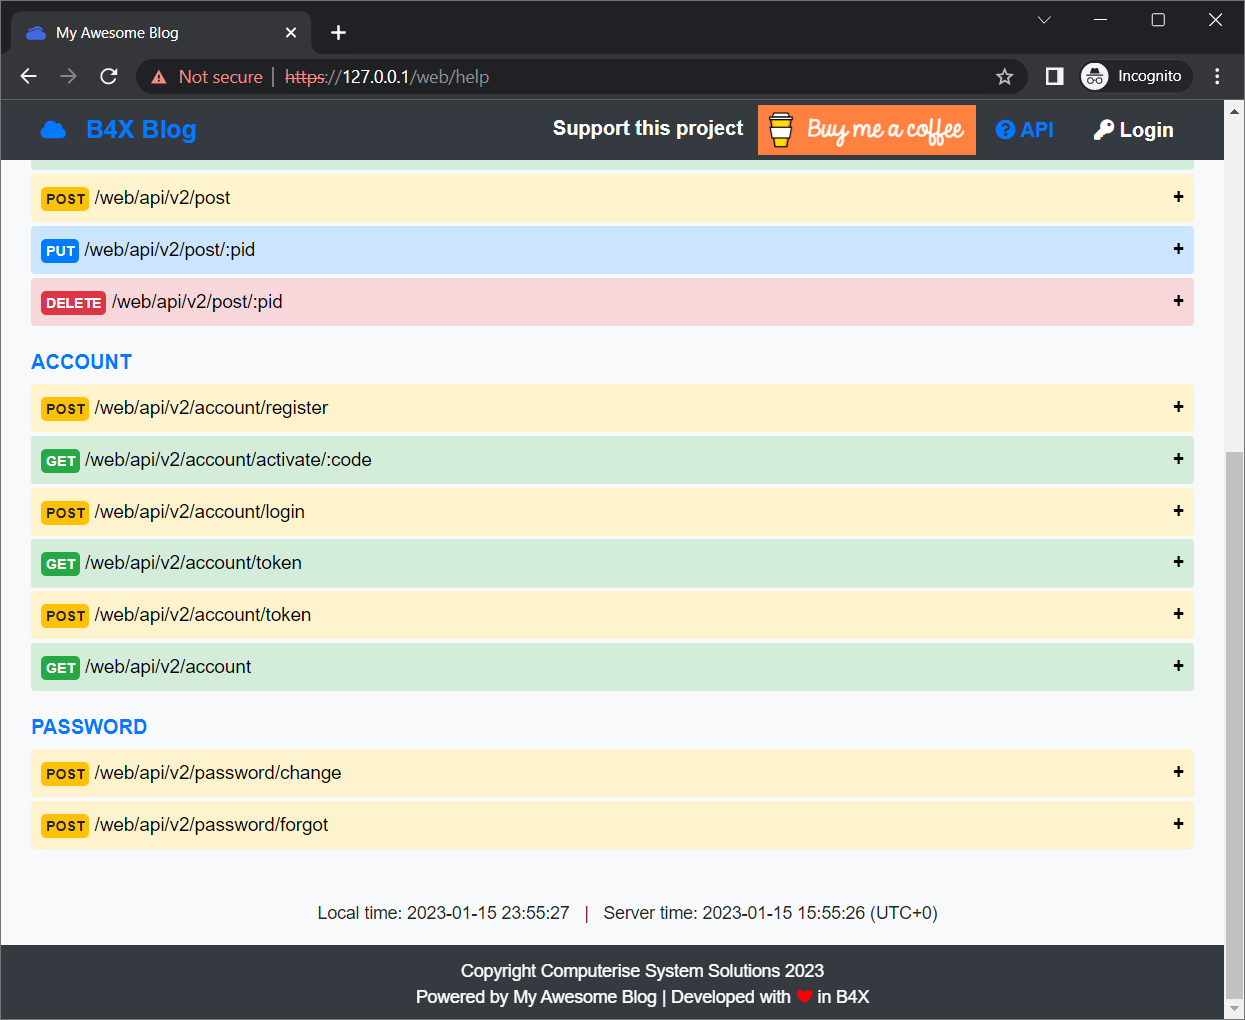 My Awesome Blog
Not secure | https://127.0.0.1/web/help
Incognito
B4X Blog
Support this project
Buy me a coffee
API
Login
POST /web/api/v2/post +
PUT /web/api/v2/post/:pid +
DELETE /web/api/v2/post/:pid +
ACCOUNT
POST /web/api/v2/account/register +
GET /web/api/v2/account/activate/:code +
POST /web/api/v2/account/login +
GET /web/api/v2/account/token +
POST /web/api/v2/account/token +
GET /web/api/v2/account +
PASSWORD
POST /web/api/v2/password/change +
POST /web/api/v2/password/forgot +
Local time: 2023-01-15 23:55:27 | Server time: 2023-01-15 15:55:26 (UTC+0)
Copyright Computerise System Solutions 2023
Powered by My Awesome Blog | Developed with ❤ in B4X